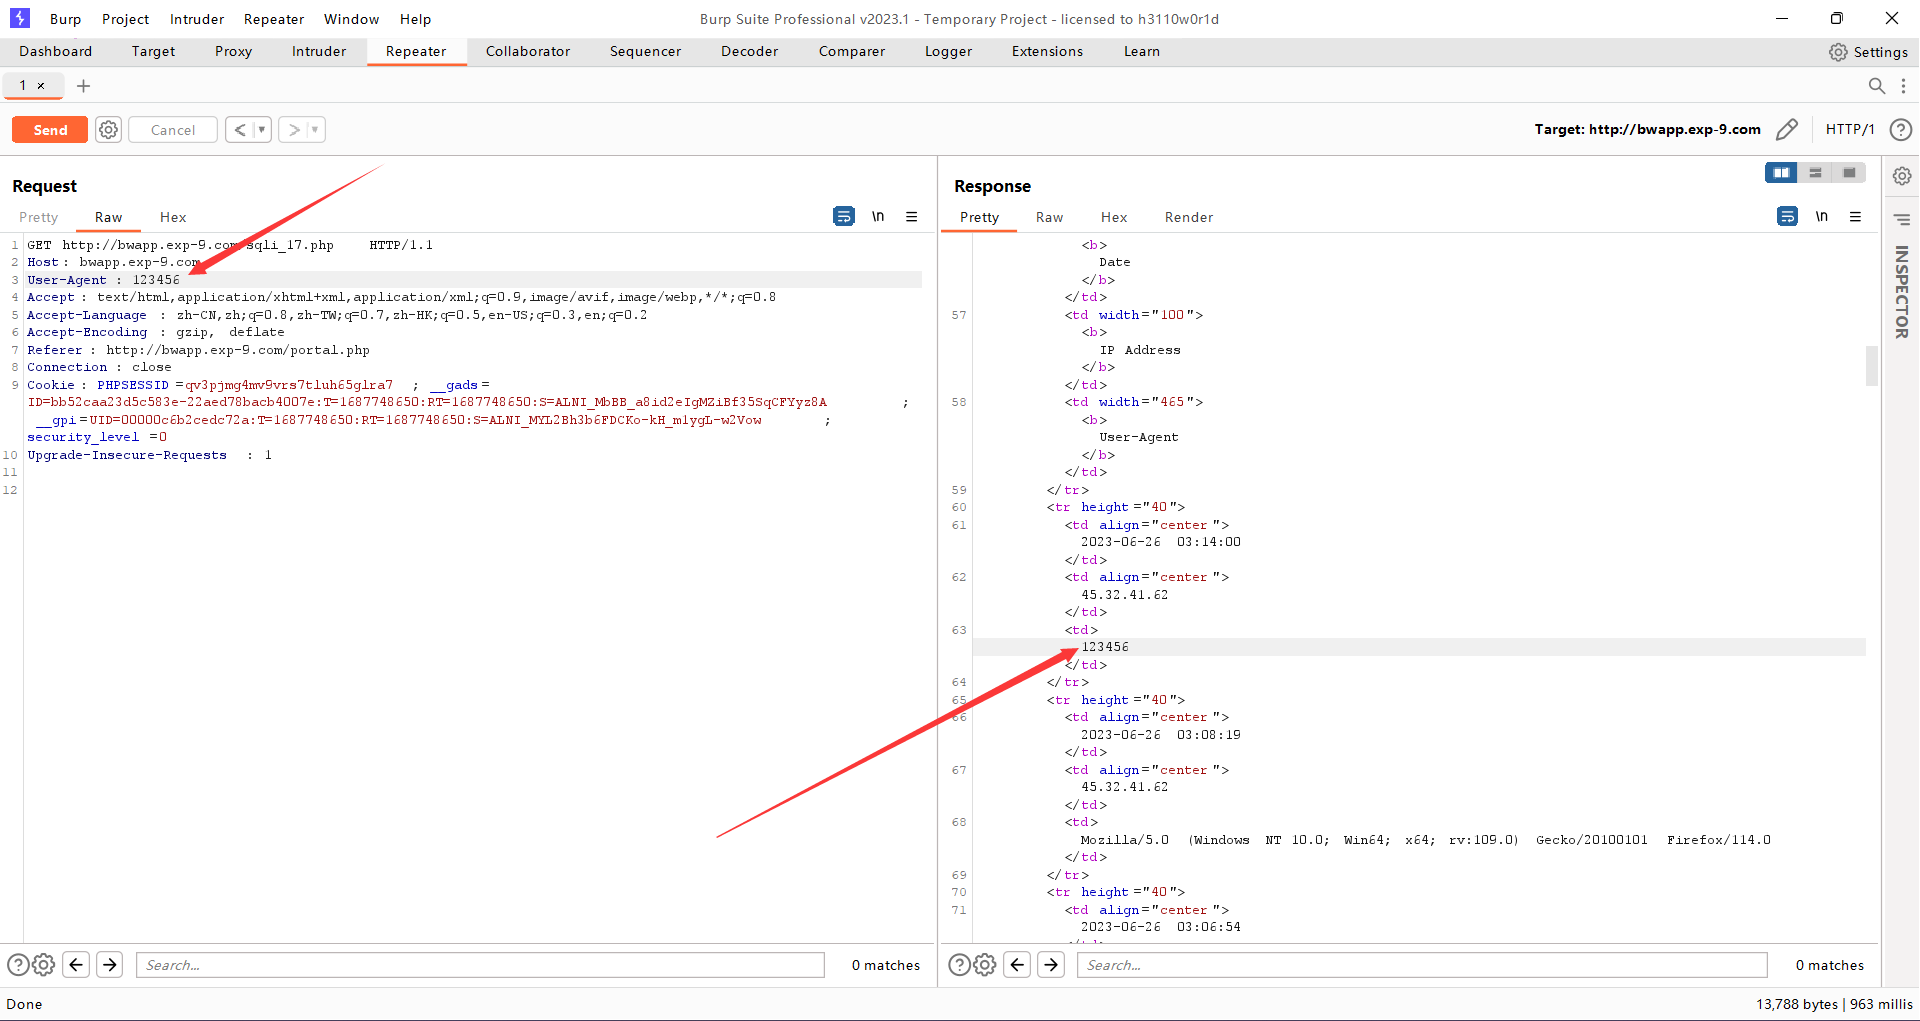 Burp Project Intruder Repeater Window Help
Burp Suite Professional v2023.1 - Temporary Project - licensed to h3110w0r1d
Dashboard Target Proxy Intruder Repeater Collaborator Sequencer Decoder Comparer Logger Extensions Learn
Settings
1 ×
Send Cancel < >
Target: http://bwapp.exp-9.com HTTP/1
Request
Pretty Raw Hex
\n
1 GET http://bwapp.exp-9.com/sqli_17.php HTTP/1.1
2 Host: bwapp.exp-9.com
3 User-Agent : 123456
4 Accept: text/html,application/xhtml+xml,application/xml;q=0.9,image/avif,image/webp,*/*;q=0.8
5 Accept-Language : zh-CN,zh;q=0.8,zh-TW;q=0.7,zh-HK;q=0.5,en-US;q=0.3,en;q=0.2
6 Accept-Encoding : gzip, deflate
7 Referer: http://bwapp.exp-9.com/portal.php
8 Connection : close
9 Cookie: PHPSESSID=qv3pjmg4mv9vrs7tluh65glra7 ; __gads=
ID=bb52caa23d5c583e-22aed78bacb4007e:T=1687748650:RT=1687748650:S=ALNI_MbBB_a8id2eIgMZiBf35SqCFYyz8A ;
__gpi=UID=00000c6b2cedc72a:T=1687748650:RT=1687748650:S=ALNI_MYL2Bh3b6FDCKo-kH_m1ygL-w2Vow ;
security_level=0
10 Upgrade-Insecure-Requests : 1
11
12
Search...
0 matches
Response
Pretty Raw Hex Render
\n
<b>
Date
</b>
</td>
57 <td width="100">
<b>
IP Address
</b>
</td>
58 <td width="465">
<b>
User-Agent
</b>
</td>
59 </tr>
60 <tr height="40">
61 <td align="center">
2023-06-26 03:14:00
</td>
62 <td align="center">
45.32.41.62
</td>
63 <td>
123456
</td>
64 </tr>
65 <tr height="40">
66 <td align="center">
2023-06-26 03:08:19
</td>
67 <td align="center">
45.32.41.62
</td>
68 <td>
Mozilla/5.0 (Windows NT 10.0; Win64; x64; rv:109.0) Gecko/20100101 Firefox/114.0
</td>
69 </tr>
70 <tr height="40">
71 <td align="center">
2023-06-26 03:06:54
Search...
0 matches
INSPECTOR
Done
13,788 bytes | 963 millis